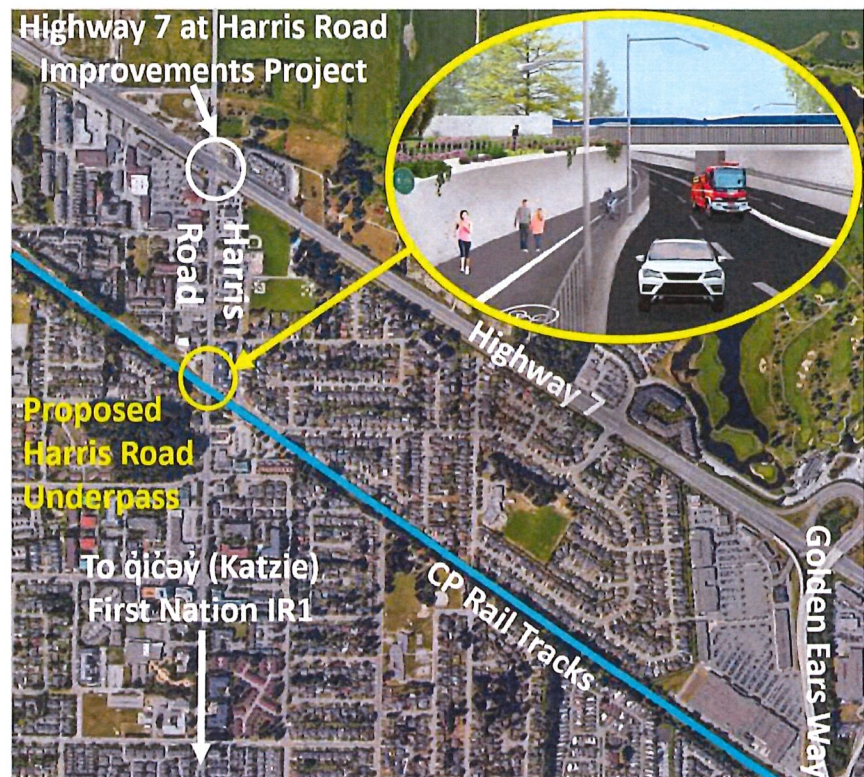 Highway 7 at Harris Road
Improvements Project
Harris
Road
Highway 7
Proposed
Harris Road
Underpass
To q̓ic̓əy̓ (Katzie)
First Nation IR1
CP Rail Tracks
Golden Ears Way